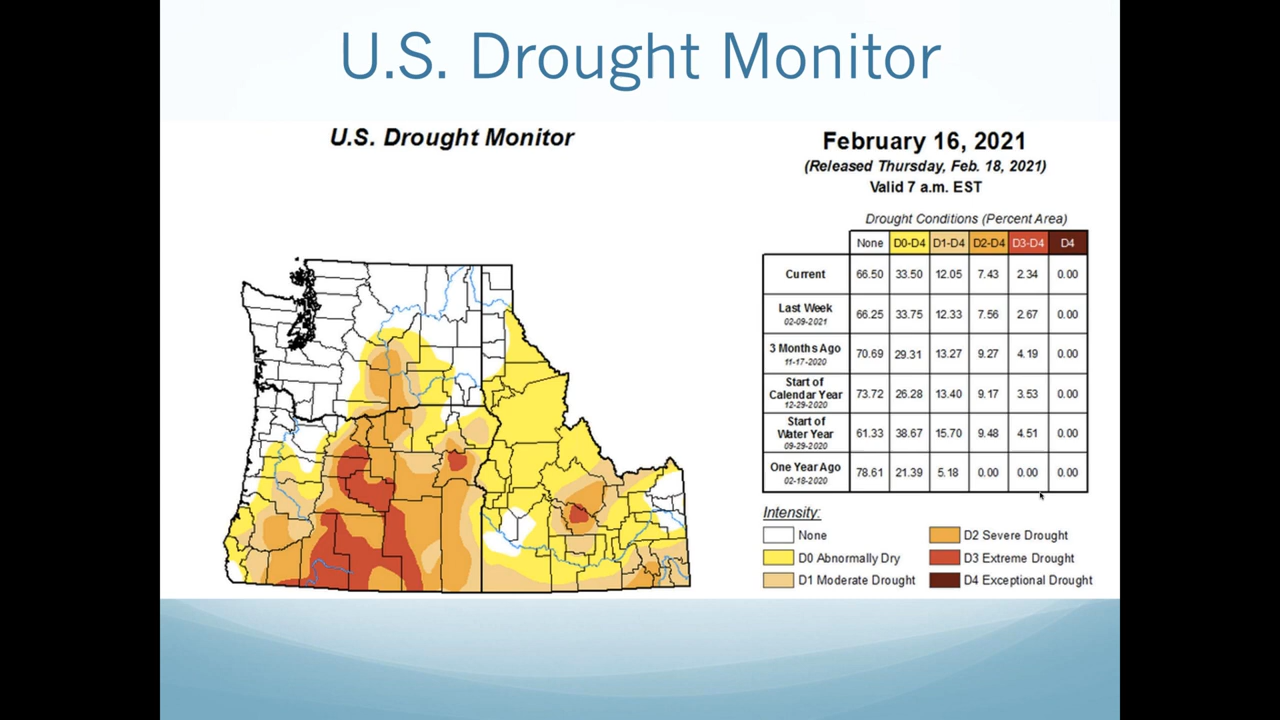 U.S. Drought Monitor
U.S. Drought Monitor
February 16, 2021
(Released Thursday, Feb. 18, 2021)
Valid 7 a.m. EST
Drought Conditions (Percent Area)
None D0-D4 D1-D4 D2-D4 D3-D4 D4
Current 66.50 33.50 12.05 7.43 2.34 0.00
Last Week 66.25 33.75 12.33 7.56 2.67 0.00
02-09-2021
3 Months Ago 70.69 29.31 13.27 9.27 4.19 0.00
11-17-2020
Start of
Calendar Year 73.72 26.28 13.40 9.17 3.53 0.00
12-29-2020
Start of
Water Year 61.33 38.67 15.70 9.48 4.51 0.00
09-29-2020
One Year Ago 78.61 21.39 5.18 0.00 0.00 0.00
02-18-2020
Intensity:
None
D0 Abnormally Dry
D1 Moderate Drought
D2 Severe Drought
D3 Extreme Drought
D4 Exceptional Drought